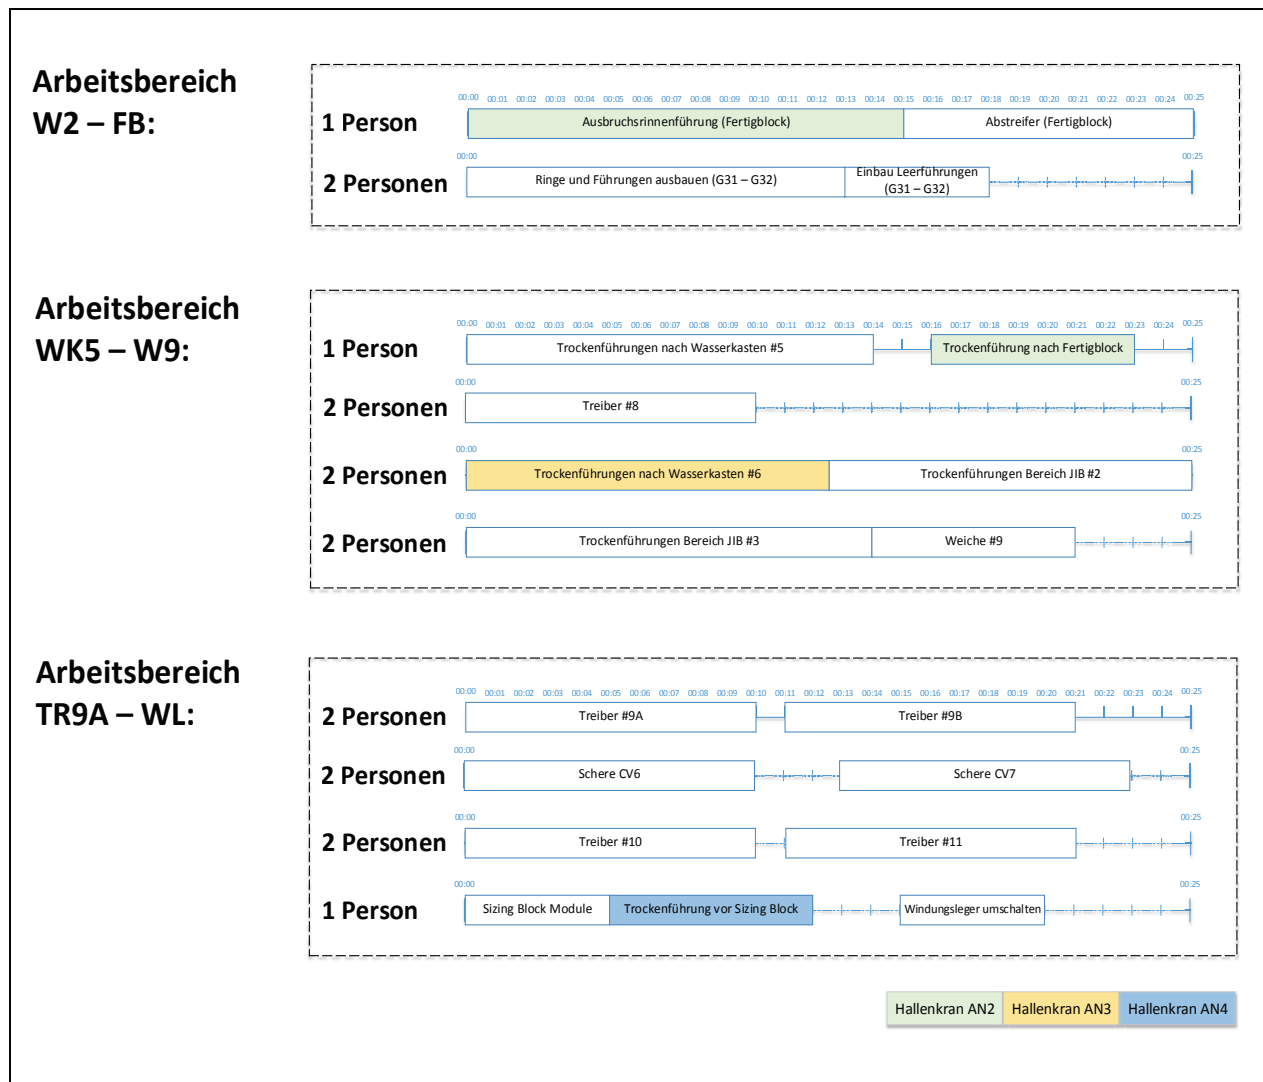 Arbeitsbereich
W2 – FB:
00:00 00:01 00:02 00:03 00:04 00:05 00:06 00:07 00:08 00:09 00:10 00:11 00:12 00:13 00:14 00:15 00:16 00:17 00:18 00:19 00:20 00:21 00:22 00:23 00:24 00:25
1 Person
Ausbruchsrinnenführung (Fertigblock)
Abstreifer (Fertigblock)
00:00 00:25
2 Personen
Ringe und Führungen ausbauen (G31 – G32)
Einbau Leerführungen
(G31 – G32)
Arbeitsbereich
WK5 – W9:
00:00 00:01 00:02 00:03 00:04 00:05 00:06 00:07 00:08 00:09 00:10 00:11 00:12 00:13 00:14 00:15 00:16 00:17 00:18 00:19 00:20 00:21 00:22 00:23 00:24 00:25
1 Person
Trockenführungen nach Wasserkasten #5
Trockenführung nach Fertigblock
00:00 00:25
2 Personen
Treiber #8
00:00 00:25
2 Personen
Trockenführungen nach Wasserkasten #6
Trockenführungen Bereich JIB #2
00:00 00:25
2 Personen
Trockenführungen Bereich JIB #3
Weiche #9
Arbeitsbereich
TR9A – WL:
00:00 00:01 00:02 00:03 00:04 00:05 00:06 00:07 00:08 00:09 00:10 00:11 00:12 00:13 00:14 00:15 00:16 00:17 00:18 00:19 00:20 00:21 00:22 00:23 00:24 00:25
2 Personen
Treiber #9A
Treiber #9B
00:00 00:25
2 Personen
Schere CV6
Schere CV7
00:00 00:25
2 Personen
Treiber #10
Treiber #11
00:00 00:25
1 Person
Sizing Block Module
Trockenführung vor Sizing Block
Windungsleger umschalten
Hallenkran AN2 Hallenkran AN3 Hallenkran AN4